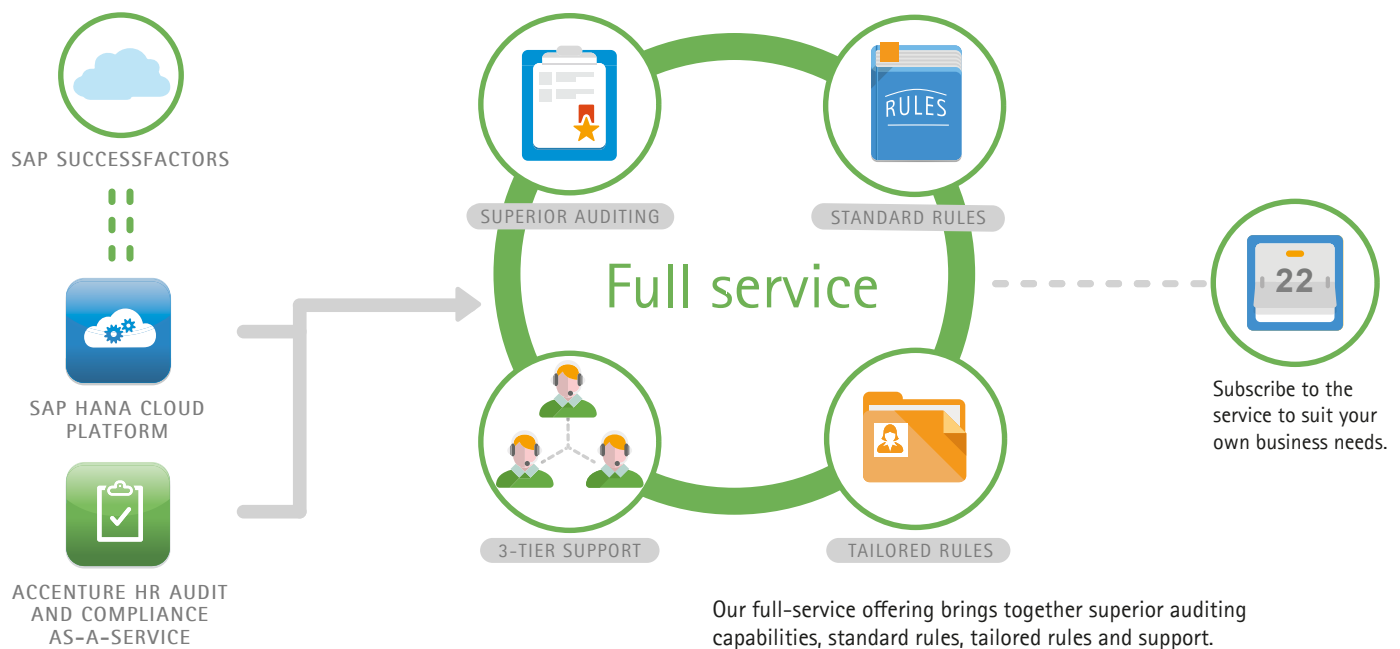 SAP SUCCESSFACTORS
SAP HANA CLOUD
PLATFORM
ACCENTURE HR AUDIT
AND COMPLIANCE
AS-A-SERVICE
SUPERIOR AUDITING
RULES
STANDARD RULES
Full service
3-TIER SUPPORT
TAILORED RULES
22
Subscribe to the
service to suit your
own business needs.
Our full-service offering brings together superior auditing
capabilities, standard rules, tailored rules and support.